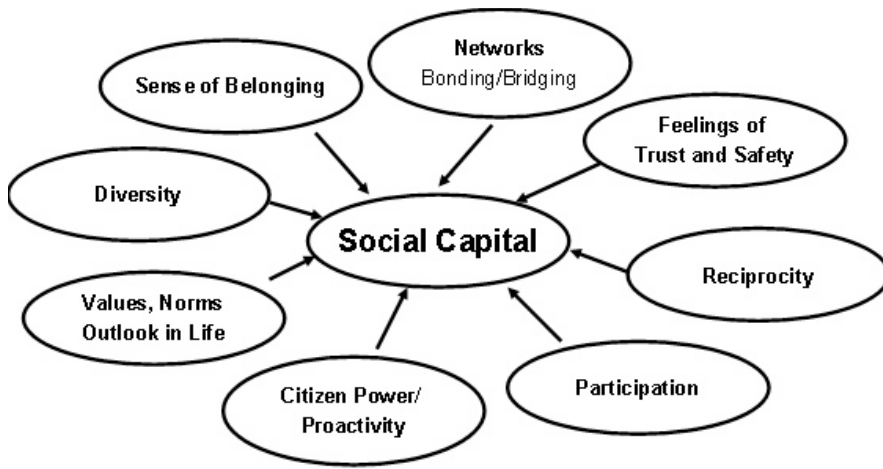 Networks
Bonding/Bridging
Sense of Belonging
Feelings of
Trust and Safety
Diversity
Social Capital
Reciprocity
Values, Norms
Outlook in Life
Citizen Power/
Proactivity
Participation